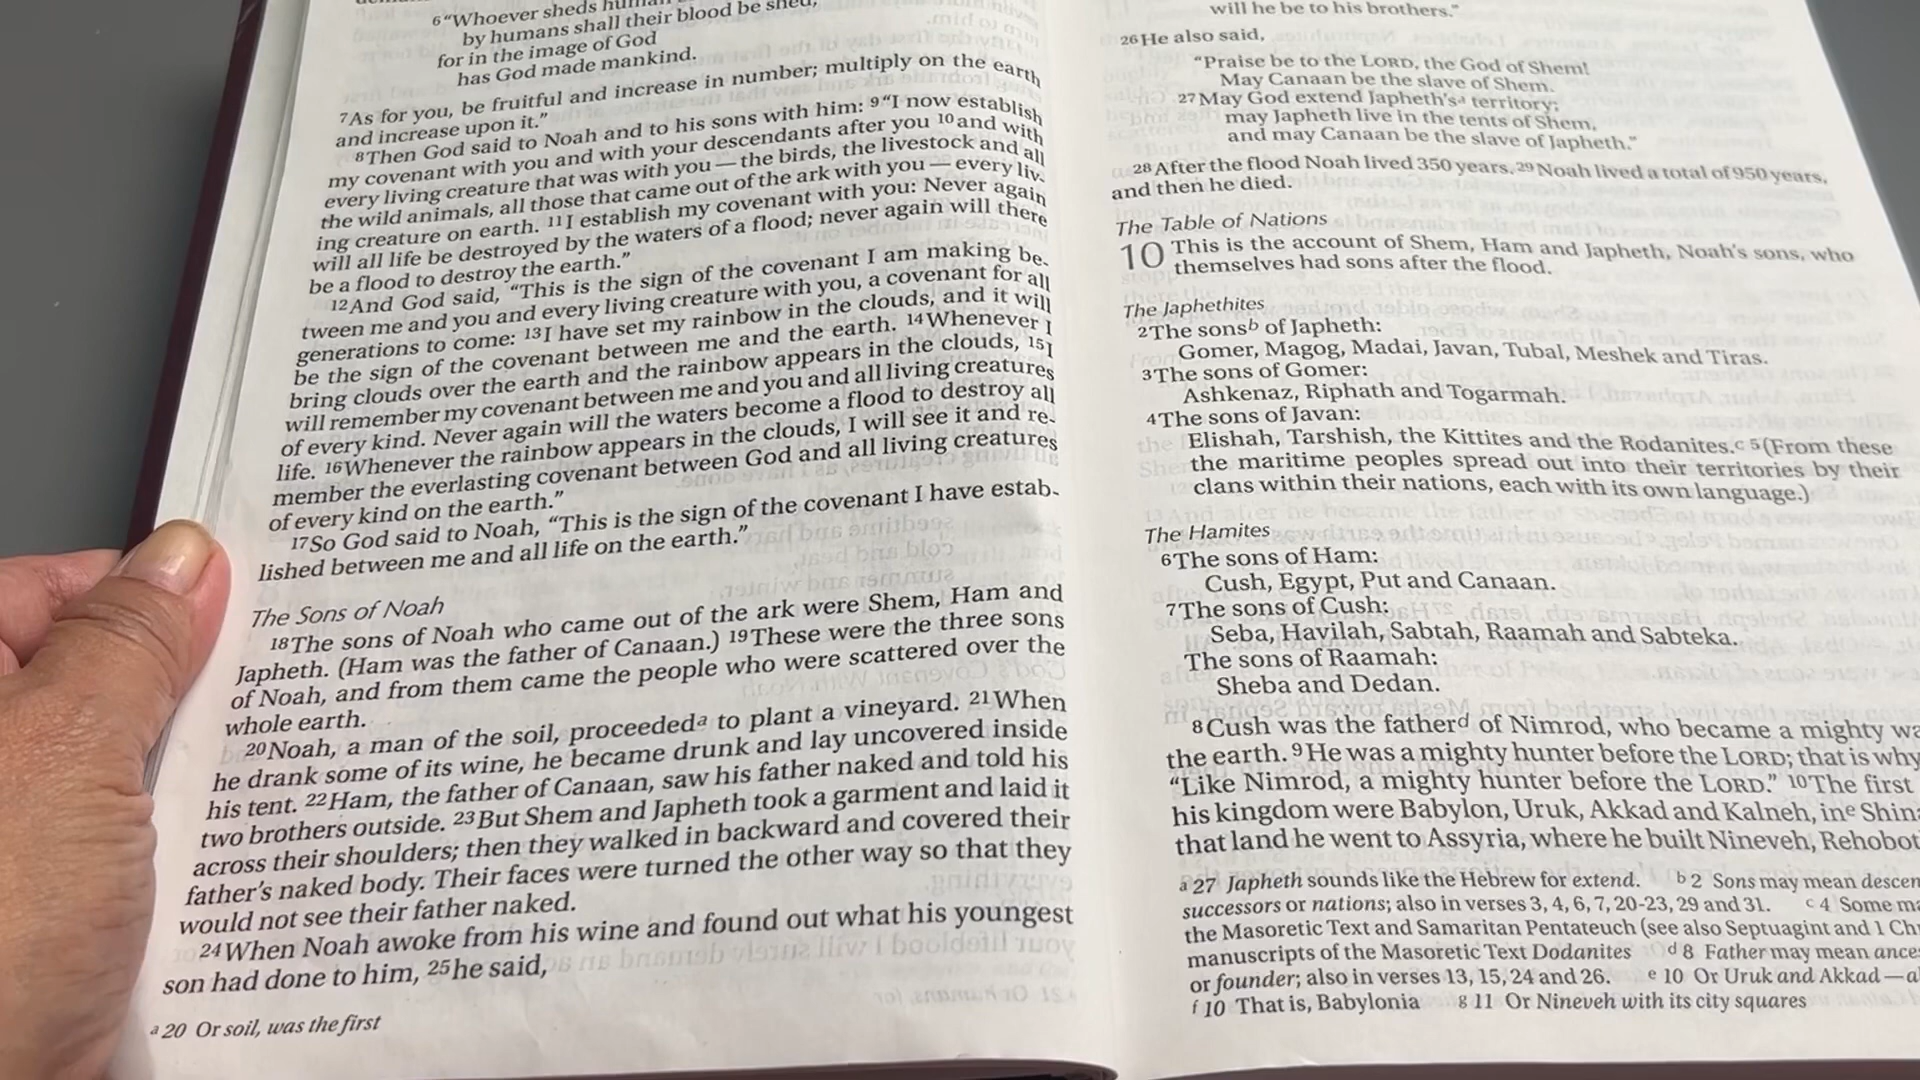 6“Whoever sheds human
by humans shall their blood be shed,
for in the image of God
has God made mankind.
7As for you, be fruitful and increase in number; multiply on the earth
and increase upon it.”
8Then God said to Noah and to his sons with him: 9“I now establish
my covenant with you and with your descendants after you 10and with
every living creature that was with you — the birds, the livestock and all
the wild animals, all those that came out of the ark with you — every liv-
ing creature on earth. 11I establish my covenant with you: Never again
will all life be destroyed by the waters of a flood; never again will there
be a flood to destroy the earth.”
12And God said, “This is the sign of the covenant I am making be-
tween me and you and every living creature with you, a covenant for all
generations to come: 13I have set my rainbow in the clouds, and it will
be the sign of the covenant between me and the earth. 14Whenever I
bring clouds over the earth and the rainbow appears in the clouds, 15I
will remember my covenant between me and you and all living creatures
of every kind. Never again will the waters become a flood to destroy all
life. 16Whenever the rainbow appears in the clouds, I will see it and re-
member the everlasting covenant between God and all living creatures
of every kind on the earth.”
17So God said to Noah, “This is the sign of the covenant I have estab-
lished between me and all life on the earth.”
The Sons of Noah
18The sons of Noah who came out of the ark were Shem, Ham and
Japheth. (Ham was the father of Canaan.) 19These were the three sons
of Noah, and from them came the people who were scattered over the
whole earth.
20Noah, a man of the soil, proceededa to plant a vineyard. 21When
he drank some of its wine, he became drunk and lay uncovered inside
his tent. 22Ham, the father of Canaan, saw his father naked and told his
two brothers outside. 23But Shem and Japheth took a garment and laid it
across their shoulders; then they walked in backward and covered their
father’s naked body. Their faces were turned the other way so that they
would not see their father naked.
24When Noah awoke from his wine and found out what his youngest
son had done to him, 25he said,
a 20 Or soil, was the first
will he be to his brothers.”
26He also said,
“Praise be to the LORD, the God of Shem!
May Canaan be the slave of Shem.
27May God extend Japheth’sa territory;
may Japheth live in the tents of Shem,
and may Canaan be the slave of Japheth.”
28After the flood Noah lived 350 years. 29Noah lived a total of 950 years,
and then he died.
The Table of Nations
10 This is the account of Shem, Ham and Japheth, Noah’s sons, who
themselves had sons after the flood.
The Japhethites
2The sonsb of Japheth:
Gomer, Magog, Madai, Javan, Tubal, Meshek and Tiras.
3The sons of Gomer:
Ashkenaz, Riphath and Togarmah.
4The sons of Javan:
Elishah, Tarshish, the Kittites and the Rodanites.c 5(From these
the maritime peoples spread out into their territories by their
clans within their nations, each with its own language.)
The Hamites
6The sons of Ham:
Cush, Egypt, Put and Canaan.
7The sons of Cush:
Seba, Havilah, Sabtah, Raamah and Sabteka.
The sons of Raamah:
Sheba and Dedan.
8Cush was the fatherd of Nimrod, who became a mighty wa
the earth. 9He was a mighty hunter before the LORD; that is why
“Like Nimrod, a mighty hunter before the LORD.” 10The first
his kingdom were Babylon, Uruk, Akkad and Kalneh, ine Shin
that land he went to Assyria, where he built Nineveh, Rehobot
a 27 Japheth sounds like the Hebrew for extend. b 2 Sons may mean descen
successors or nations; also in verses 3, 4, 6, 7, 20-23, 29 and 31. c 4 Some ma
the Masoretic Text and Samaritan Pentateuch (see also Septuagint and 1 Ch
manuscripts of the Masoretic Text Dodanites d 8 Father may mean ance
or founder; also in verses 13, 15, 24 and 26. e 10 Or Uruk and Akkad — a
f 10 That is, Babylonia g 11 Or Nineveh with its city squares